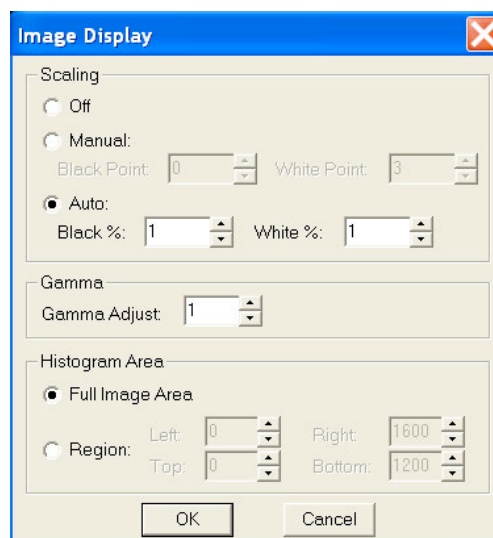 Image Display
Scaling
Off
Manual:
Black Point: 0 White Point: 3
Auto:
Black %: 1 White %: 1
Gamma
Gamma Adjust: 1
Histogram Area
Full Image Area
Region:
Left: 0 Right: 1600
Top: 0 Bottom: 1200
OK Cancel